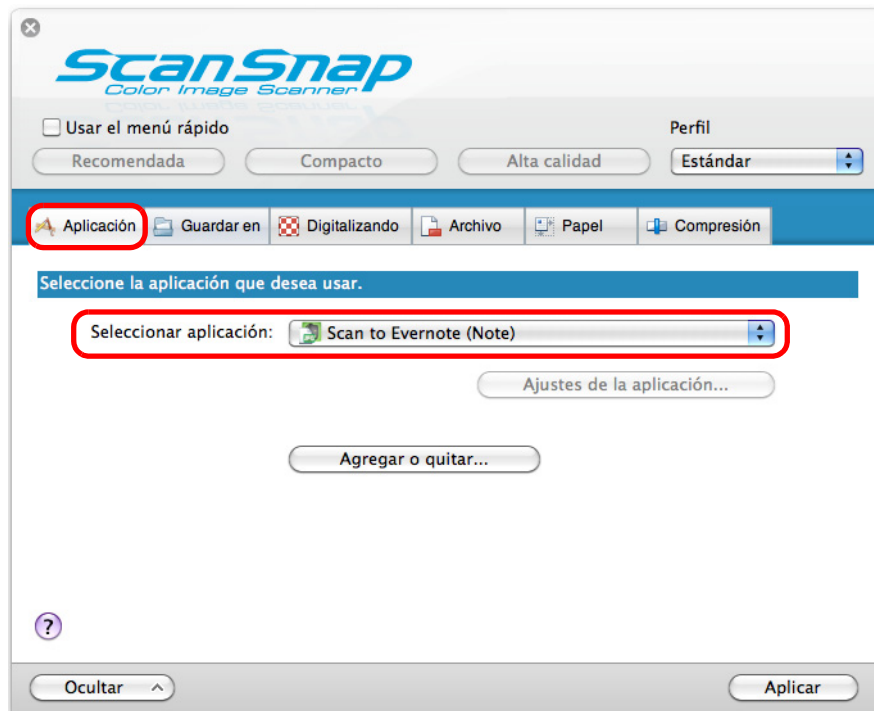 ScanSnap
Color Image Scanner
Usar el menú rápido
Perfil
Recomendada Compacto Alta calidad Estándar
Aplicación Guardar en Digitalizando Archivo Papel Compresión
Seleccione la aplicación que desea usar.
Seleccionar aplicación: Scan to Evernote (Note)
Ajustes de la aplicación...
Agregar o quitar...
?
Ocultar Aplicar